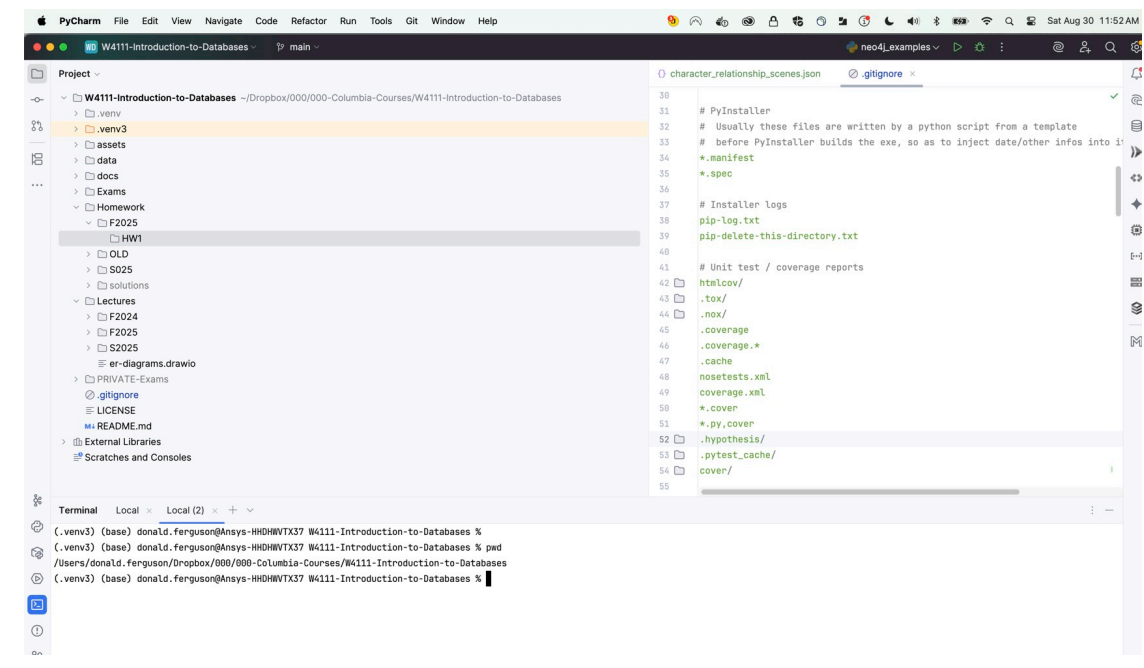 PyCharm File Edit View Navigate Code Refactor Run Tools Git Window Help Sat Aug 30 11:52 AM
WD W4111-Introduction-to-Databases main neo4j_examples
Project
W4111-Introduction-to-Databases ~/Dropbox/000/000-Columbia-Courses/W4111-Introduction-to-Databases
.venv
.venv3
assets
data
docs
Exams
Homework
F2025
HW1
OLD
S025
solutions
Lectures
F2024
F2025
S2025
er-diagrams.drawio
PRIVATE-Exams
.gitignore
LICENSE
M↓ README.md
External Libraries
Scratches and Consoles
{} character_relationship_scenes.json .gitignore ×
30
31 # PyInstaller
32 # Usually these files are written by a python script from a template
33 # before PyInstaller builds the exe, so as to inject date/other infos into i
34 *.manifest
35 *.spec
36
37 # Installer logs
38 pip-log.txt
39 pip-delete-this-directory.txt
40
41 # Unit test / coverage reports
42 htmlcov/
43 .tox/
44 .nox/
45 .coverage
46 .coverage.*
47 .cache
48 nosetests.xml
49 coverage.xml
50 *.cover
51 *.py,cover
52 .hypothesis/
53 .pytest_cache/
54 cover/
55
Terminal Local × Local (2) × +
(.venv3) (base) donald.ferguson@Ansys-HHDHWVTX37 W4111-Introduction-to-Databases %
(.venv3) (base) donald.ferguson@Ansys-HHDHWVTX37 W4111-Introduction-to-Databases % pwd
/Users/donald.ferguson/Dropbox/000/000-Columbia-Courses/W4111-Introduction-to-Databases
(.venv3) (base) donald.ferguson@Ansys-HHDHWVTX37 W4111-Introduction-to-Databases %